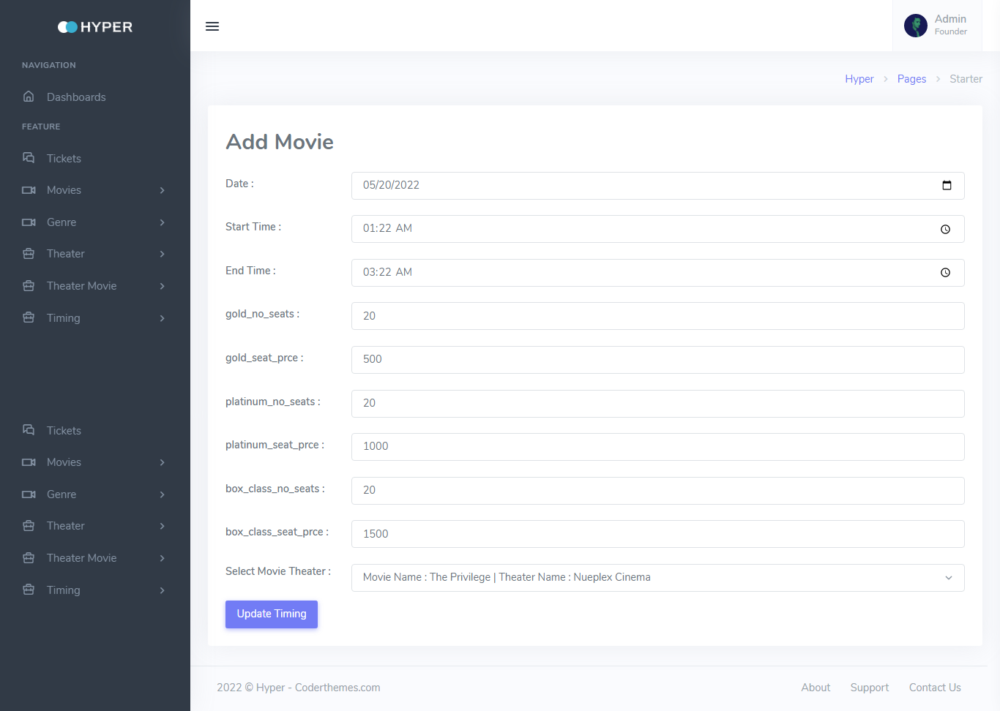 HYPER
NAVIGATION
Dashboards
FEATURE
Tickets
Movies
Genre
Theater
Theater Movie
Timing
Tickets
Movies
Genre
Theater
Theater Movie
Timing
Admin
Founder
Hyper > Pages > Starter
Add Movie
Date : 05/20/2022
Start Time : 01:22 AM
End Time : 03:22 AM
gold_no_seats : 20
gold_seat_prce : 500
platinum_no_seats : 20
platinum_seat_prce : 1000
box_class_no_seats : 20
box_class_seat_prce : 1500
Select Movie Theater : Movie Name : The Privilege | Theater Name : Nueplex Cinema
Update Timing
2022 © Hyper - Coderthemes.com
About Support Contact Us